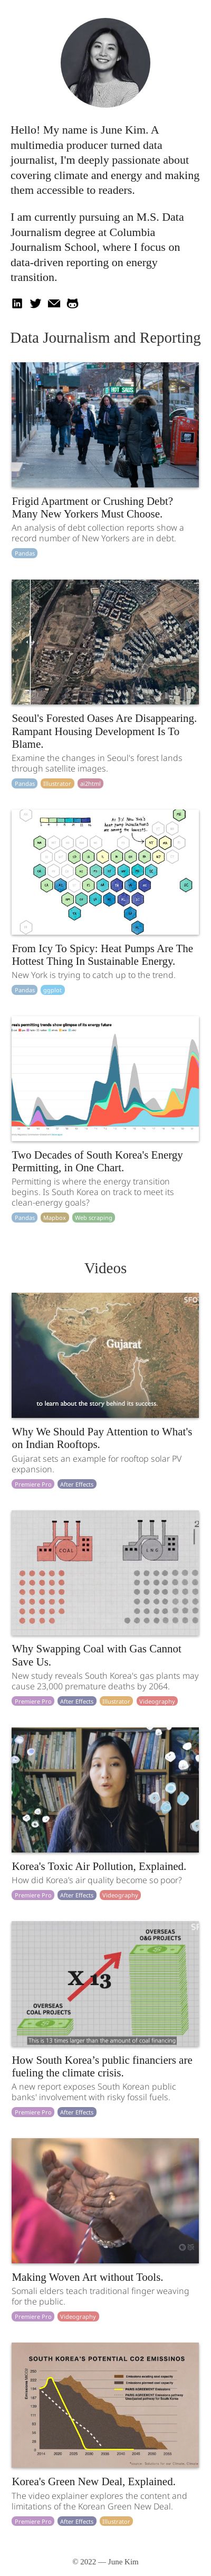 Hello! My name is June Kim. A
multimedia producer turned data
journalist, I'm deeply passionate about
covering climate and energy and making
them accessible to readers.
I am currently pursuing an M.S. Data
Journalism degree at Columbia
Journalism School, where I focus on
data-driven reporting on energy
transition.
Data Journalism and Reporting
Frigid Apartment or Crushing Debt?
Many New Yorkers Must Choose.
An analysis of debt collection reports show a
record number of New Yorkers are in debt.
Pandas
Seoul's Forested Oases Are Disappearing.
Rampant Housing Development Is To
Blame.
Examine the changes in Seoul's forest lands
through satellite images.
Pandas Illustrator ai2html
From Icy To Spicy: Heat Pumps Are The
Hottest Thing In Sustainable Energy.
New York is trying to catch up to the trend.
Pandas ggplot
Two Decades of South Korea's Energy
Permitting, in One Chart.
Permitting is where the energy transition
begins. Is South Korea on track to meet its
clean-energy goals?
Pandas Mapbox Web scraping
Videos
SFO
Gujarat
to learn about the story behind its success.
Why We Should Pay Attention to What's
on Indian Rooftops.
Gujarat sets an example for rooftop solar PV
expansion.
Premiere Pro After Effects
COAL
LNG
Why Swapping Coal with Gas Cannot
Save Us.
New study reveals South Korea's gas plants may
cause 23,000 premature deaths by 2064.
Premiere Pro After Effects Illustrator Videography
Korea's Toxic Air Pollution, Explained.
How did Korea's air quality become so poor?
Premiere Pro After Effects Videography
OVERSEAS
O&G PROJECTS
X 13
OVERSEAS
COAL PROJECTS
This is 13 times larger than the amount of coal financing
How South Korea’s public financiers are
fueling the climate crisis.
A new report exposes South Korean public
banks' involvement with risky fossil fuels.
Premiere Pro After Effects
Making Woven Art without Tools.
Somali elders teach traditional finger weaving
for the public.
Premiere Pro Videography
SOUTH KOREA'S POTENTIAL CO2 EMISSINOS
Korea's Green New Deal, Explained.
The video explainer explores the content and
limitations of the Korean Green New Deal.
Premiere Pro After Effects Illustrator
© 2022 — June Kim